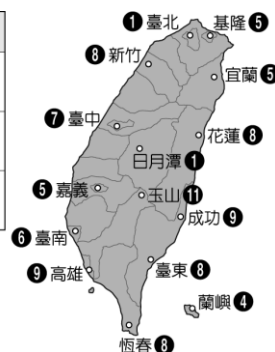 ❶臺北 基隆❺
❽新竹
宜蘭❺
❼臺中
花蓮❽
日月潭❶
❺嘉義
玉山⓫
成功❾
❻臺南
❾高雄
臺東❽
蘭嶼❹
恆春❽